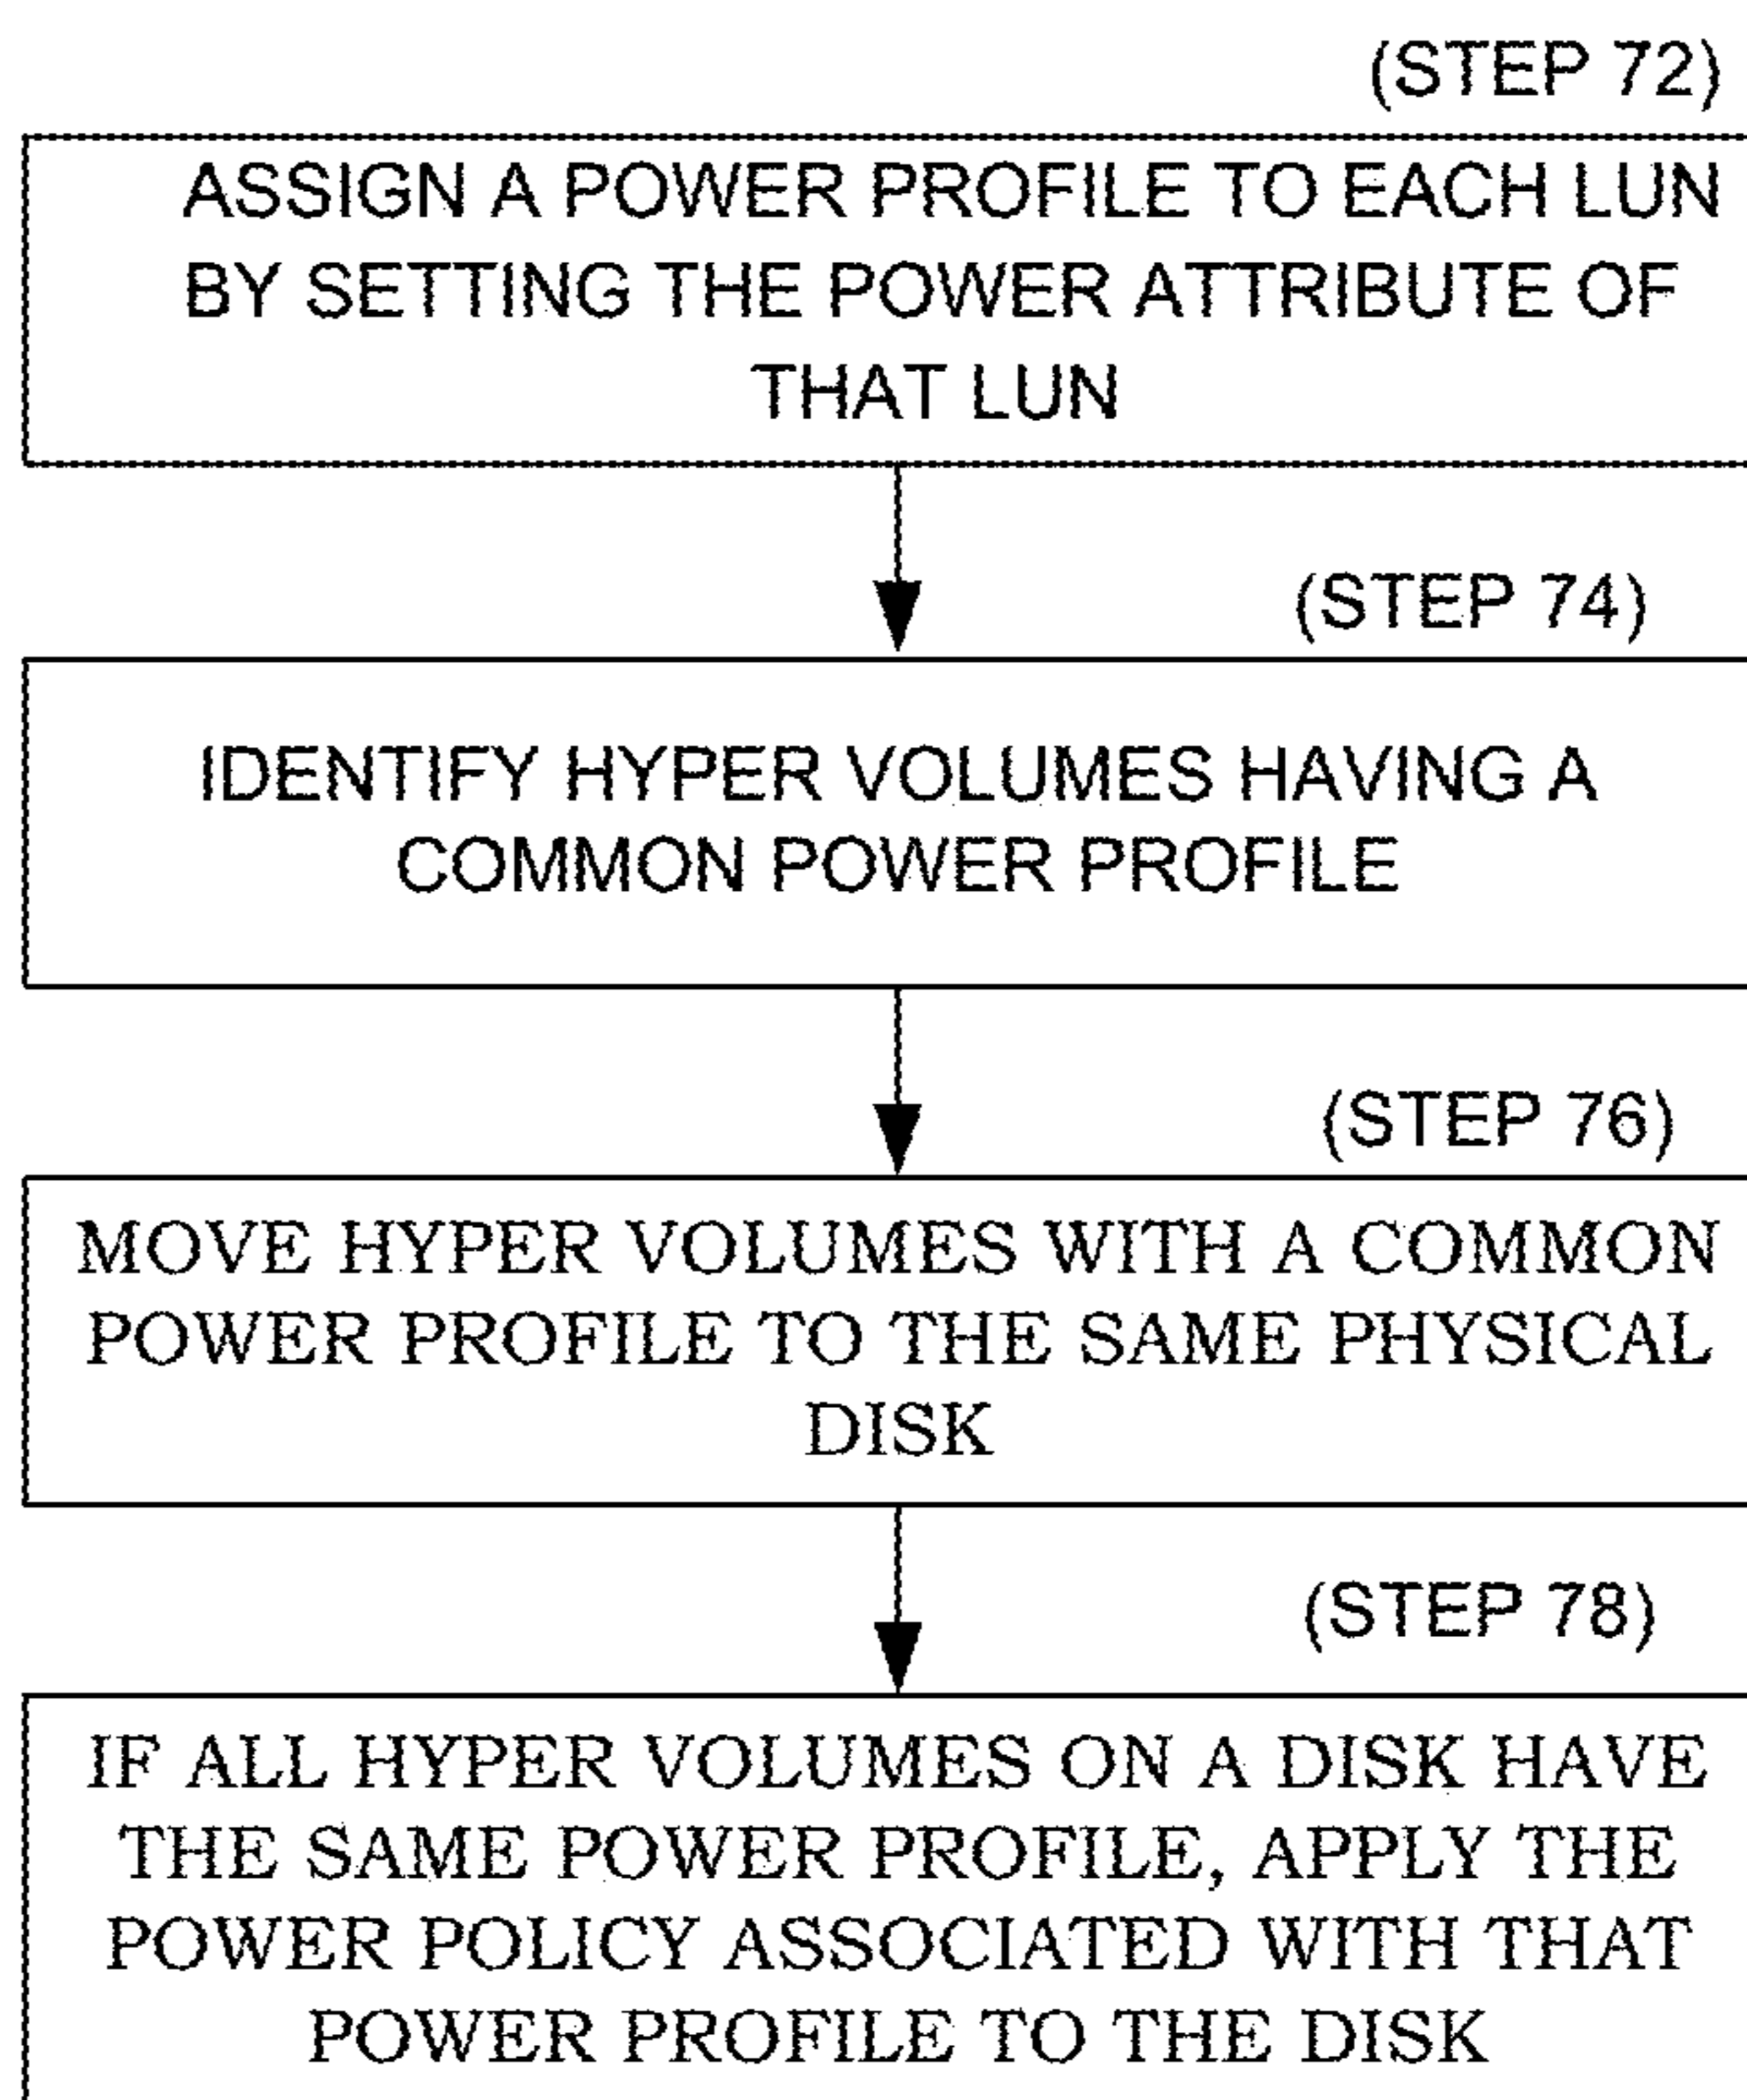 (STEP 72)
ASSIGN A POWER PROFILE TO EACH LUN
BY SETTING THE POWER ATTRIBUTE OF
THAT LUN
(STEP 74)
IDENTIFY HYPER VOLUMES HAVING A
COMMON POWER PROFILE
(STEP 76)
MOVE HYPER VOLUMES WITH A COMMON
POWER PROFILE TO THE SAME PHYSICAL
DISK
(STEP 78)
IF ALL HYPER VOLUMES ON A DISK HAVE
THE SAME POWER PROFILE, APPLY THE
POWER POLICY ASSOCIATED WITH THAT
POWER PROFILE TO THE DISK